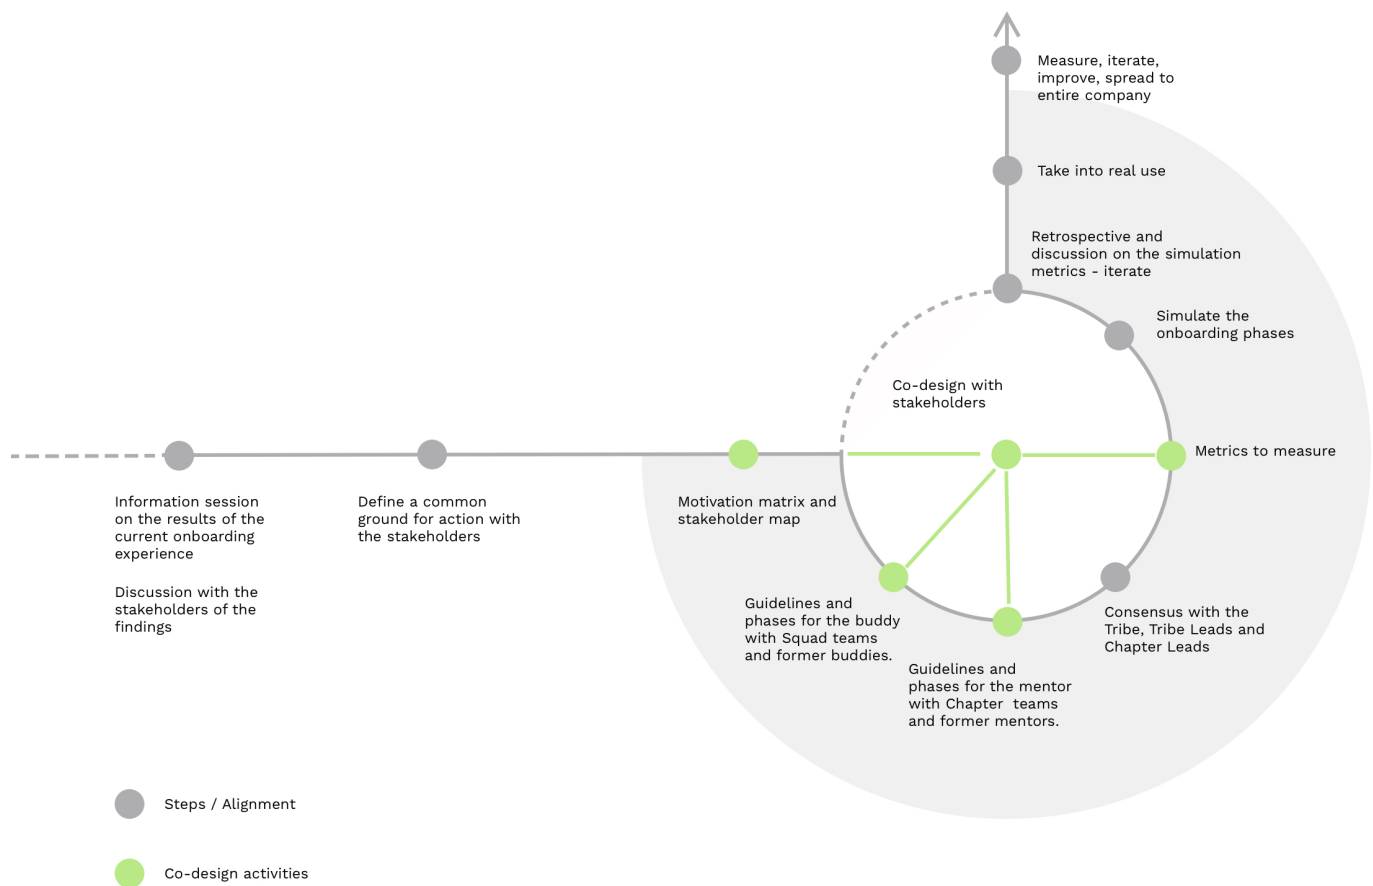 Measure, iterate,
improve, spread to
entire company
Take into real use
Retrospective and
discussion on the simulation
metrics - iterate
Simulate the
onboarding phases
Co-design with
stakeholders
Metrics to measure
Information session
on the results of the
current onboarding
experience
Discussion with the
stakeholders of the
findings
Define a common
ground for action with
the stakeholders
Motivation matrix and
stakeholder map
Guidelines and
phases for the buddy
with Squad teams
and former buddies.
Guidelines and
phases for the mentor
with Chapter  teams
and former mentors.
Consensus with the
Tribe, Tribe Leads and
Chapter Leads
Steps / Alignment
Co-design activities